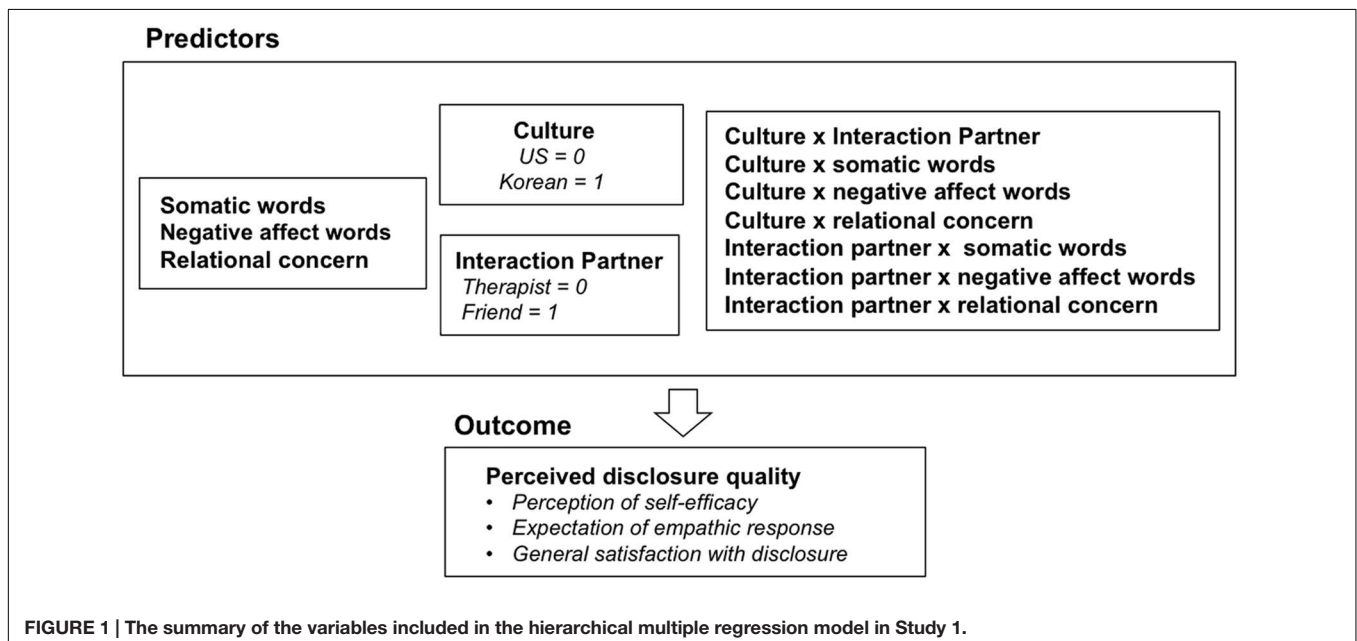 Predictors
Somatic words
Negative affect words
Relational concern
Culture
US = 0
Korean = 1
Interaction Partner
Therapist = 0
Friend = 1
Culture x Interaction Partner
Culture x somatic words
Culture x negative affect words
Culture x relational concern
Interaction partner x somatic words
Interaction partner x negative affect words
Interaction partner x relational concern
Outcome
Perceived disclosure quality
• Perception of self-efficacy
• Expectation of empathic response
• General satisfaction with disclosure
FIGURE 1 | The summary of the variables included in the hierarchical multiple regression model in Study 1.